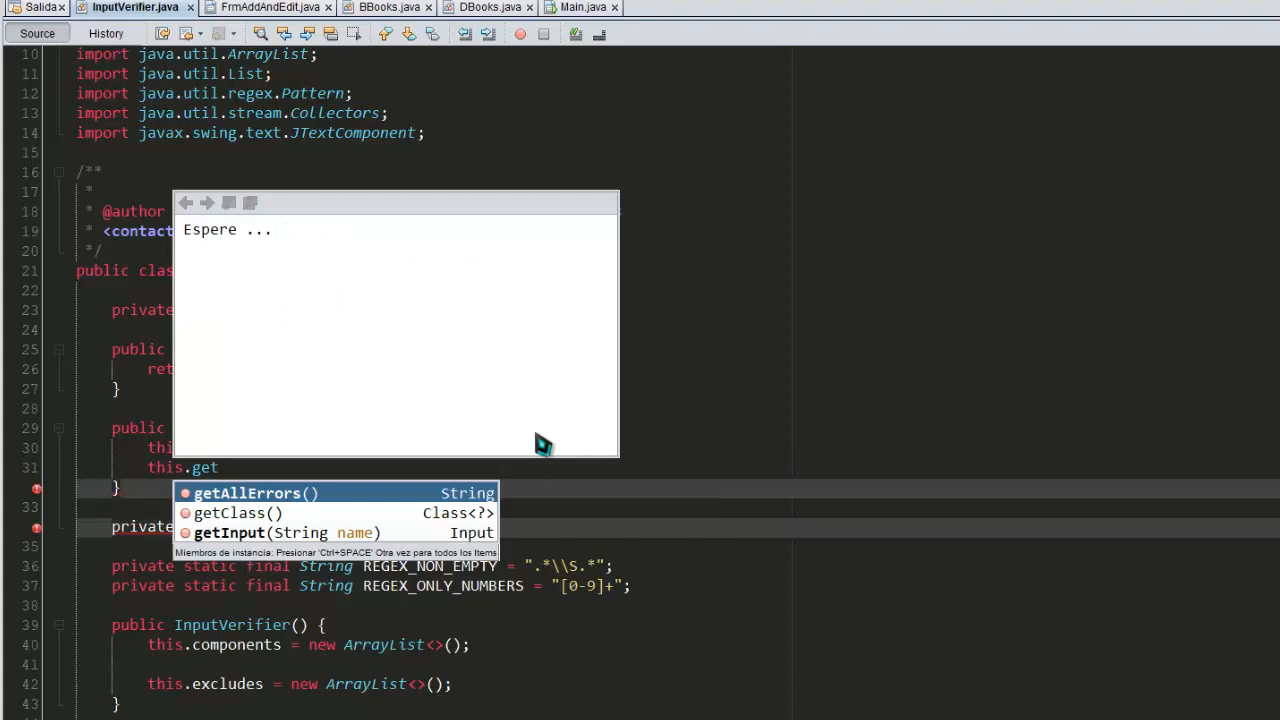 Salida InputVerifier.java FrmAddAndEdit.java BBooks.java DBooks.java Main.java
Source History
10 import java.util.ArrayList;
11 import java.util.List;
12 import java.util.regex.Pattern;
13 import java.util.stream.Collectors;
14 import javax.swing.text.JTextComponent;
15
16 /**
17 *
18 * @author
19 * <contact
20 */
21 public clas
22
23 private
24
25 public
26 ret
27 }
28
29 public
30 thi
31 this.get
}
33
private
35
36 private static final String REGEX_NON_EMPTY = ".*\\S.*";
37 private static final String REGEX_ONLY_NUMBERS = "[0-9]+";
38
39 public InputVerifier() {
40 this.components = new ArrayList<>();
41
42 this.excludes = new ArrayList<>();
43 }
Espere ...
getAllErrors() String
getClass() Class<?>
getInput(String name) Input
Miembros de instancia: Presionar 'Ctrl+SPACE' Otra vez para todos los Items